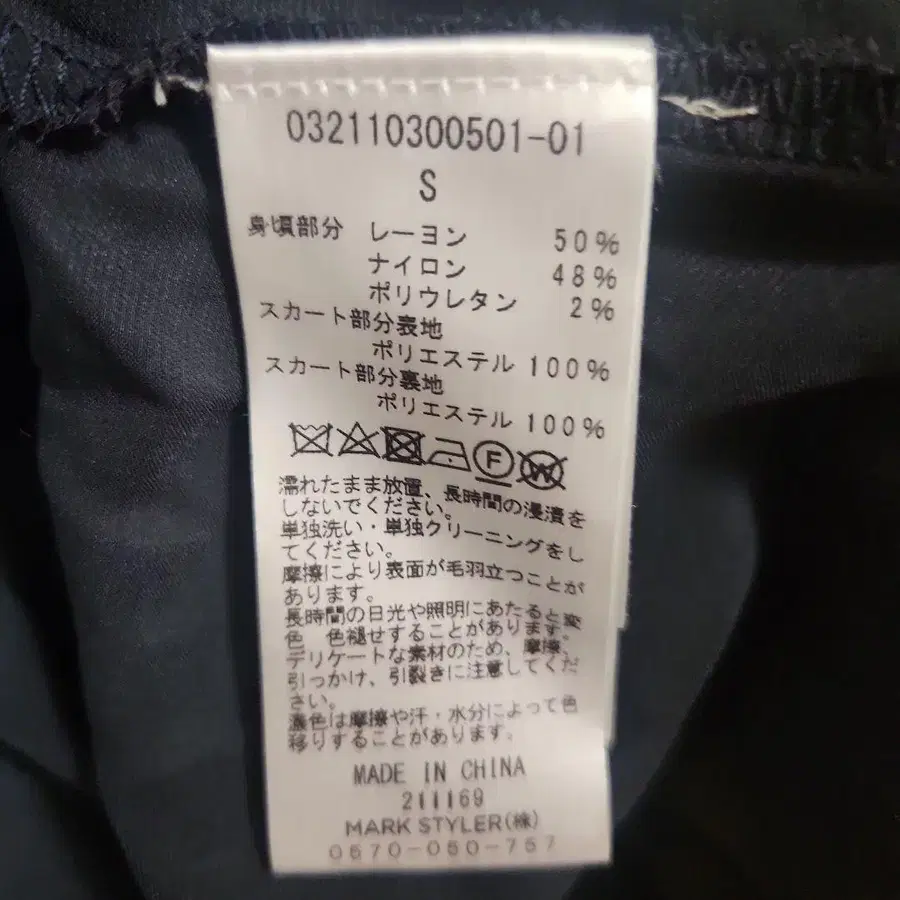 032110300501-01
S
身頃部分 レーヨン 50%
ナイロン 48%
ポリウレタン 2%
スカート部分表地
ポリエステル 100%
スカート部分裏地
ポリエステル 100%
F W
濡れたまま放置、長時間の浸漬を
しないでください。
単独洗い・単独クリーニングをし
てください。
摩擦により表面が毛羽立つことが
あります。
長時間の日光や照明にあたると変
色 色褪せすることがあります。
デリケートな素材のため、摩擦、
引っかけ、引裂きに注意してくだ
さい。
濃色は摩擦や汗・水分によって色
移りすることがあります。
MADE IN CHINA
211169
MARK STYLER(株)
0570-050-757